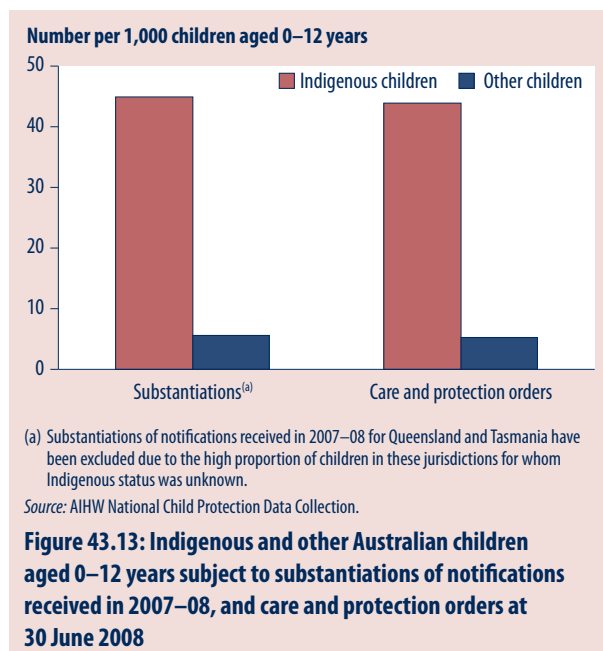 Number per 1,000 children aged 0–12 years
50
Indigenous children
Other children
40
30
20
10
0
Substantiations(a)
Care and protection orders
(a) Substantiations of notifications received in 2007–08 for Queensland and Tasmania have
been excluded due to the high proportion of children in these jurisdictions for whom
Indigenous status was unknown.
Source: AIHW National Child Protection Data Collection.
Figure 43.13: Indigenous and other Australian children
aged 0–12 years subject to substantiations of notifications
received in 2007–08, and care and protection orders at
30 June 2008